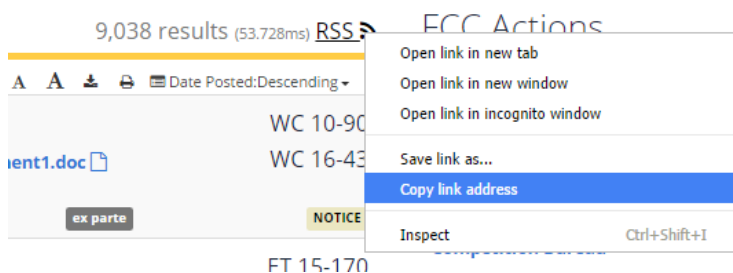 9,038 results (53.728ms) RSS
FCC Actions
A A Date Posted:Descending
WC 10-90
ment1.doc
WC 16-43
ex parte
NOTICE
ET 15-170
Open link in new tab
Open link in new window
Open link in incognito window
Save link as...
Copy link address
Inspect Ctrl+Shift+I
Bureau